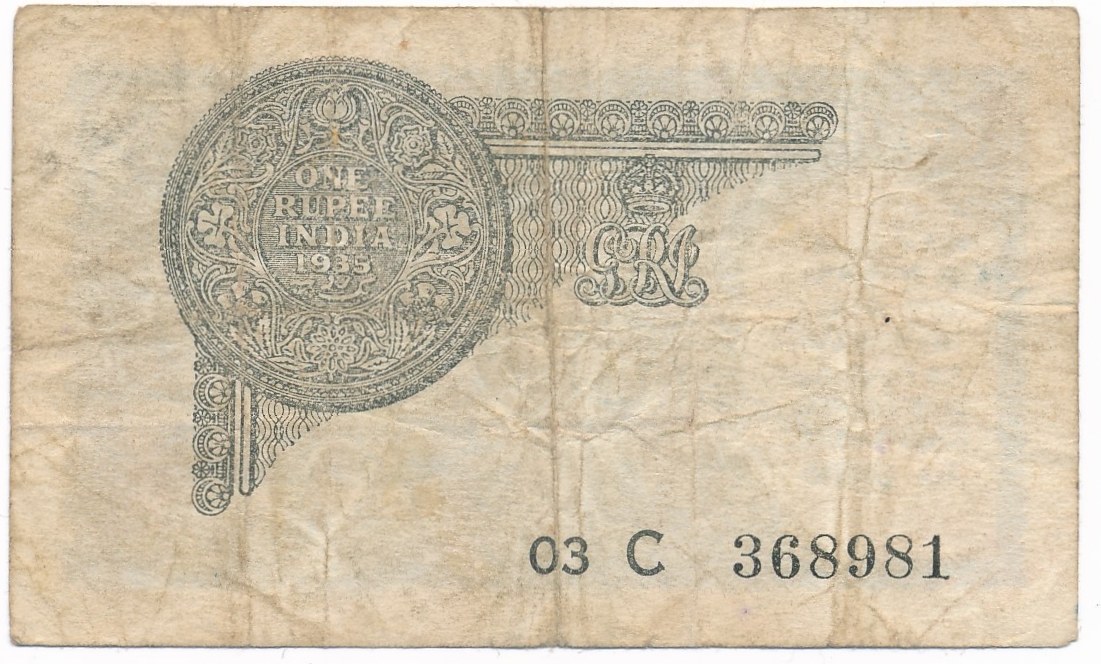 ONE
RUPEE
INDIA
1935
GRI
03 C 368981